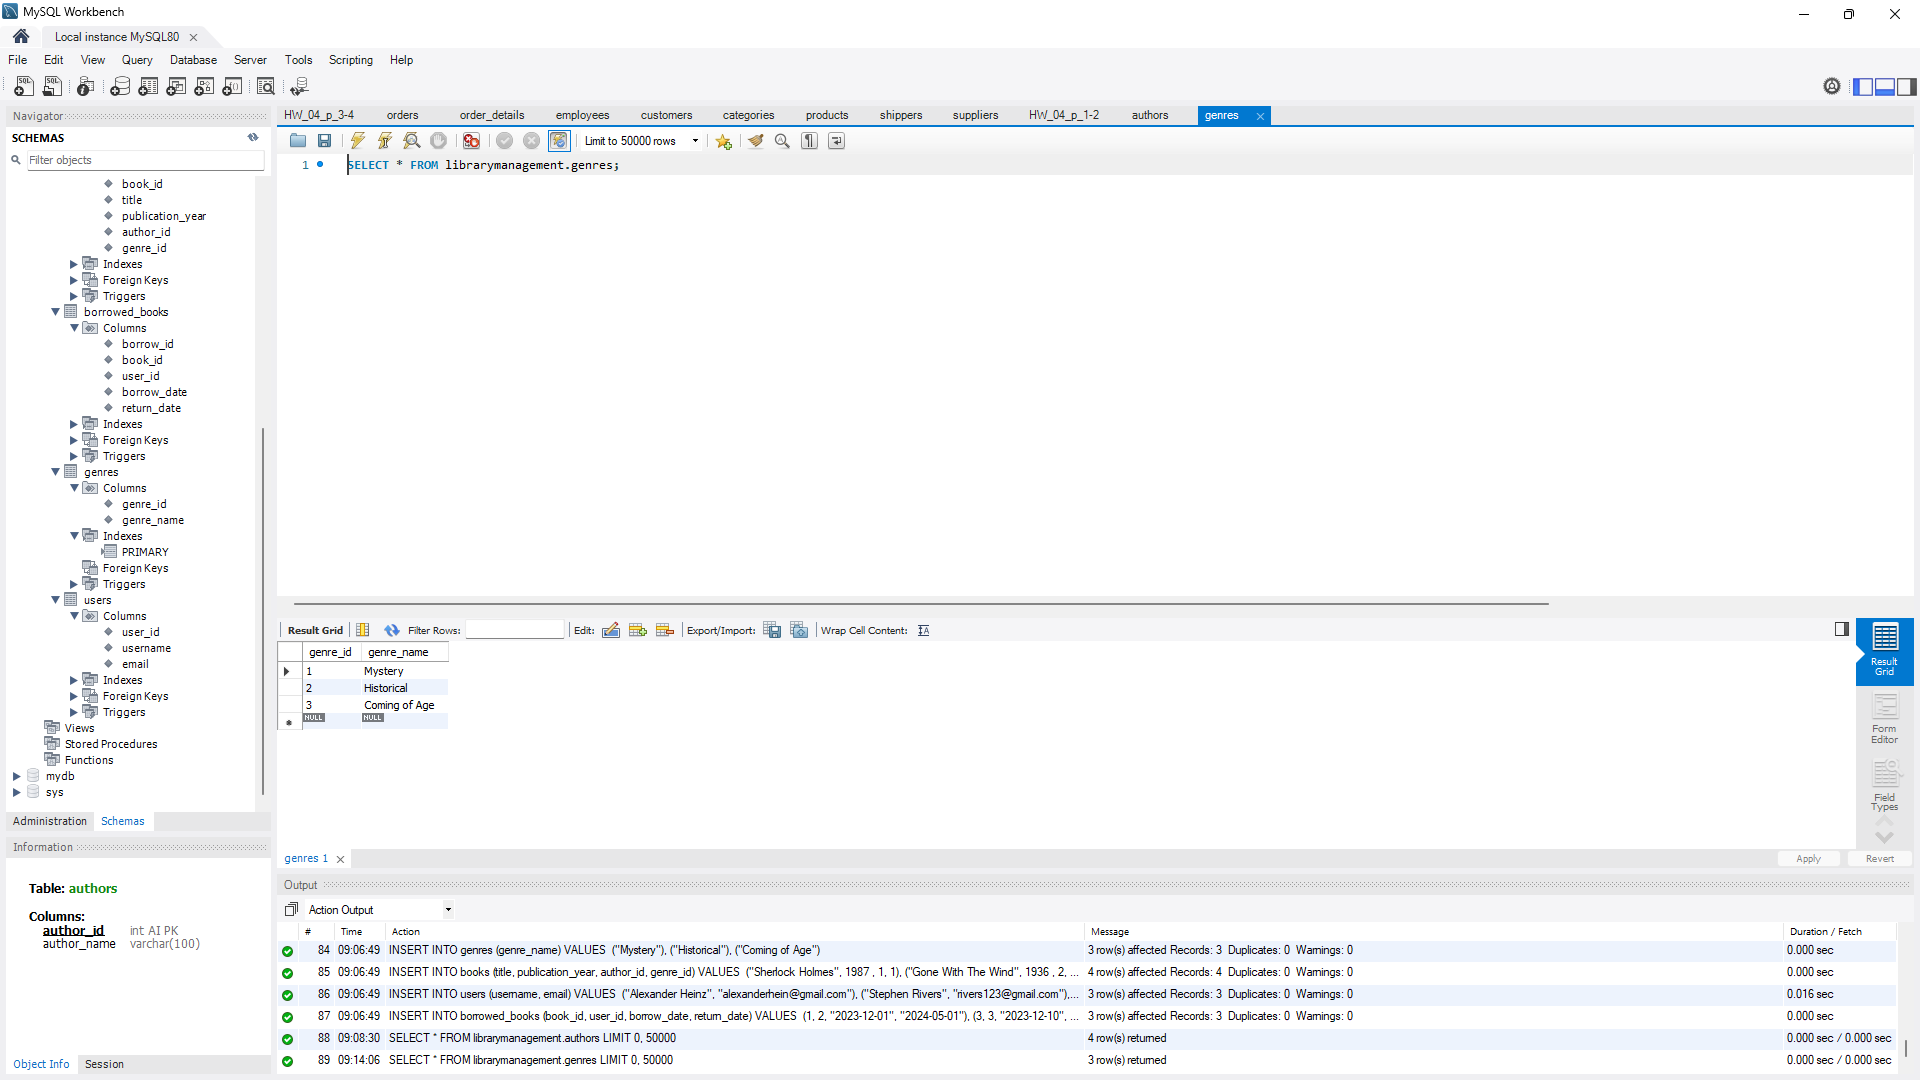 MySQL Workbench
Local instance MySQL80
File Edit View Query Database Server Tools Scripting Help
Navigator
SCHEMAS
Filter objects
book_id
title
publication_year
author_id
genre_id
Indexes
Foreign Keys
Triggers
borrowed_books
Columns
borrow_id
book_id
user_id
borrow_date
return_date
Indexes
Foreign Keys
Triggers
genres
Columns
genre_id
genre_name
Indexes
PRIMARY
Foreign Keys
Triggers
users
Columns
user_id
username
email
Indexes
Foreign Keys
Triggers
Views
Stored Procedures
Functions
mydb
sys
Administration Schemas
Information
Table: authors
Columns:
author_id int AI PK
author_name varchar(100)
Object Info Session
HW_04_p_3-4 orders order_details employees customers categories products shippers suppliers HW_04_p_1-2 authors genres
Limit to 50000 rows
1 SELECT * FROM librarymanagement.genres;
Result Grid Filter Rows: Edit: Export/Import: Wrap Cell Content:
genre_id genre_name
1 Mystery
2 Historical
3 Coming of Age
NULL NULL
Result Grid
Form Editor
Field Types
genres 1
Apply Revert
Output
Action Output
# Time Action Message Duration / Fetch
84 09:06:49 INSERT INTO genres (genre_name) VALUES ("Mystery"), ("Historical"), ("Coming of Age") 3 row(s) affected Records: 3 Duplicates: 0 Warnings: 0 0.000 sec
85 09:06:49 INSERT INTO books (title, publication_year, author_id, genre_id) VALUES ("Sherlock Holmes", 1987 , 1, 1), ("Gone With The Wind", 1936 , 2, ... 4 row(s) affected Records: 4 Duplicates: 0 Warnings: 0 0.000 sec
86 09:06:49 INSERT INTO users (username, email) VALUES ("Alexander Heinz", "alexanderhein@gmail.com"), ("Stephen Rivers", "rivers123@gmail.com"),... 3 row(s) affected Records: 3 Duplicates: 0 Warnings: 0 0.016 sec
87 09:06:49 INSERT INTO borrowed_books (book_id, user_id, borrow_date, return_date) VALUES (1, 2, "2023-12-01", "2024-05-01"), (3, 3, "2023-12-10", ... 3 row(s) affected Records: 3 Duplicates: 0 Warnings: 0 0.000 sec
88 09:08:30 SELECT * FROM librarymanagement.authors LIMIT 0, 50000 4 row(s) returned 0.000 sec / 0.000 sec
89 09:14:06 SELECT * FROM librarymanagement.genres LIMIT 0, 50000 3 row(s) returned 0.000 sec / 0.000 sec